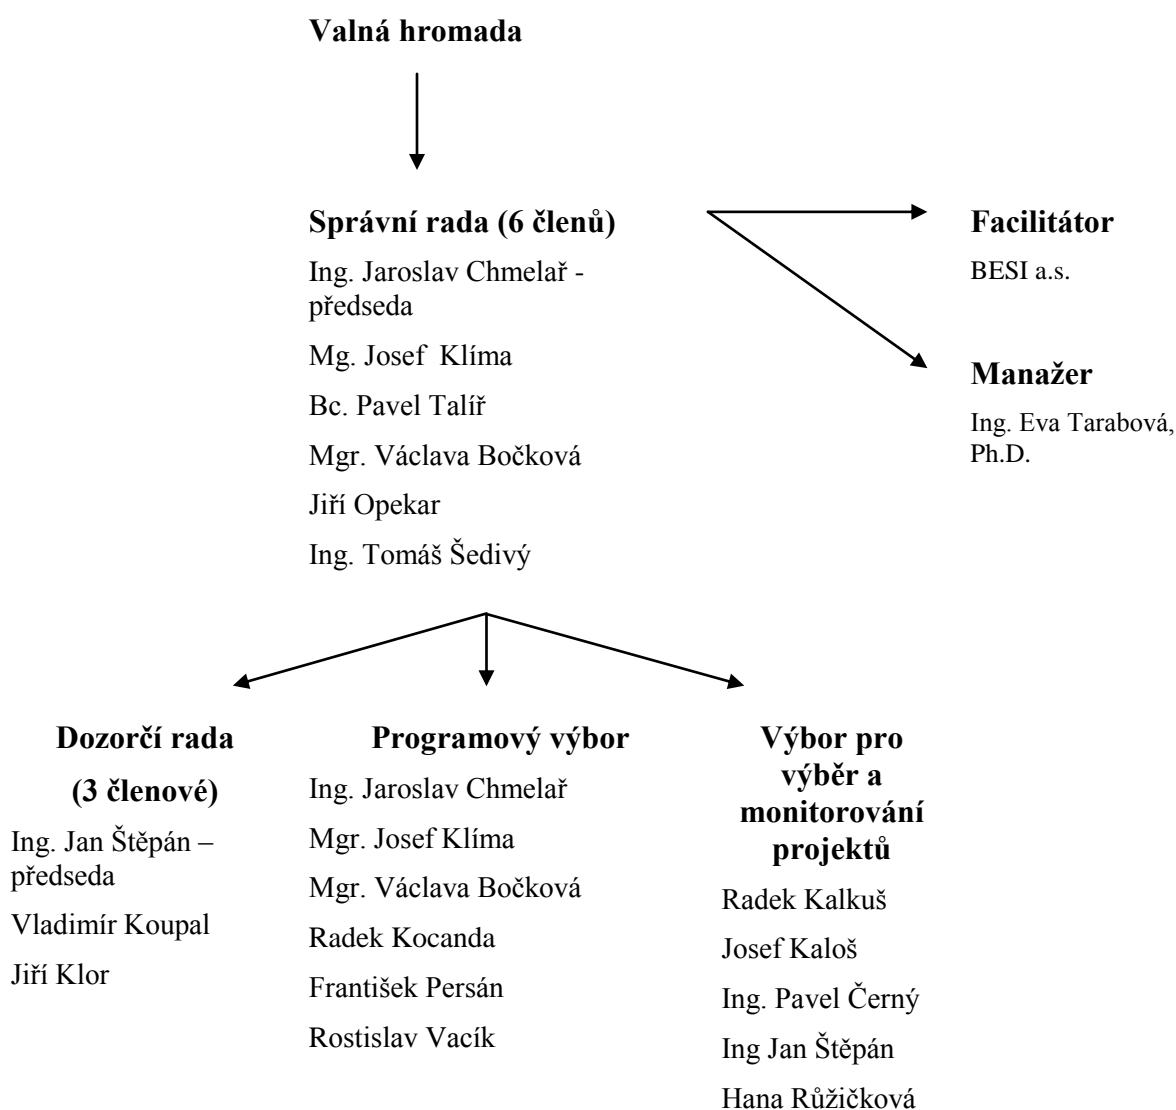 Valná hromada
Správní rada (6 členů)
Ing. Jaroslav Chmelař -
předseda
Mg. Josef  Klíma
Bc. Pavel Talíř
Mgr. Václava Bočková
Jiří Opekar
Ing. Tomáš Šedivý
Facilitátor
BESI a.s.
Manažer
Ing. Eva Tarabová,
Ph.D.
Dozorčí rada
(3 členové)
Ing. Jan Štěpán –
předseda
Vladimír Koupal
Jiří Klor
Programový výbor
Ing. Jaroslav Chmelař
Mgr. Josef Klíma
Mgr. Václava Bočková
Radek Kocanda
František Persán
Rostislav Vacík
Výbor pro
výběr a
monitorování
projektů
Radek Kalkuš
Josef Kaloš
Ing. Pavel Černý
Ing Jan Štěpán
Hana Růžičková